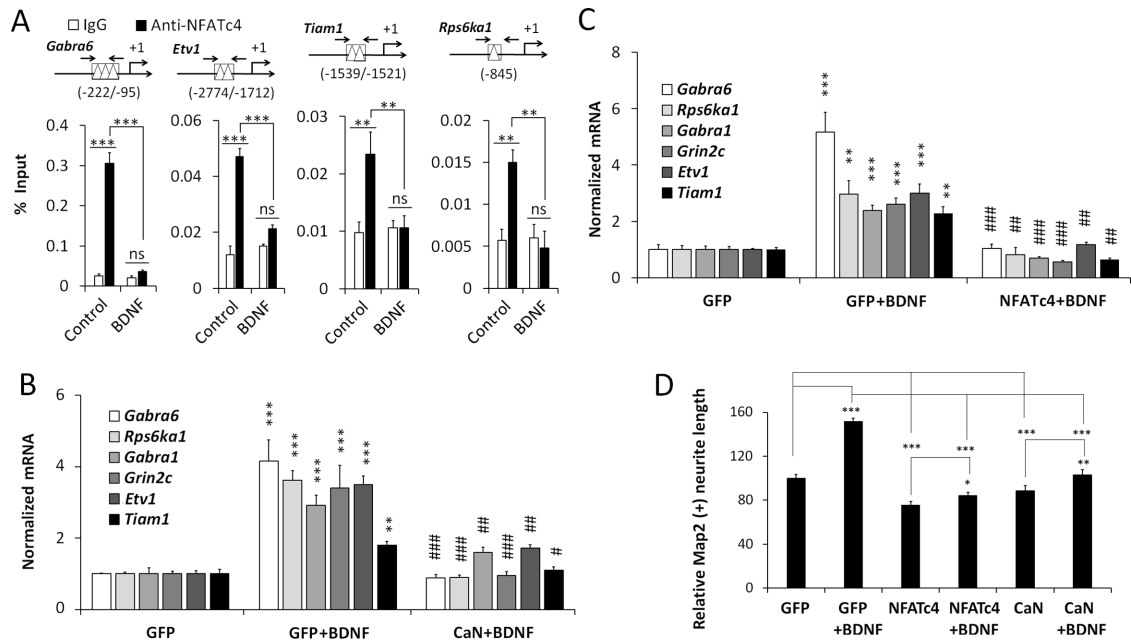 A
IgG
Anti-NFATc4
Gabra6
+1
(-222/-95)
Etv1
+1
(-2774/-1712)
Tiam1
+1
(-1539/-1521)
Rps6ka1
+1
(-845)
% Input
0.4
0.3
0.2
0.1
0
***
***
ns
Control
BDNF
0.06
0.04
0.02
0
***
***
ns
Control
BDNF
0.03
0.02
0.01
0
**
**
ns
Control
BDNF
0.02
0.015
0.010
0.005
0.0
**
**
ns
Control
BDNF
B
Normalized mRNA
6
4
2
0
Gabra6
Rps6ka1
Gabra1
Grin2c
Etv1
Tiam1
***
***
***
***
***
**
###
###
##
###
##
#
GFP
GFP+BDNF
CaN+BDNF
C
Normalized mRNA
8
6
4
2
0
Gabra6
Rps6ka1
Gabra1
Grin2c
Etv1
Tiam1
***
**
***
***
***
**
###
##
###
###
##
##
GFP
GFP+BDNF
NFATc4+BDNF
D
Relative Map2 (+) neurite length
160
120
80
40
0
***
***
***
*
***
***
**
GFP
GFP
+BDNF
NFATc4
NFATc4
+BDNF
CaN
CaN
+BDNF